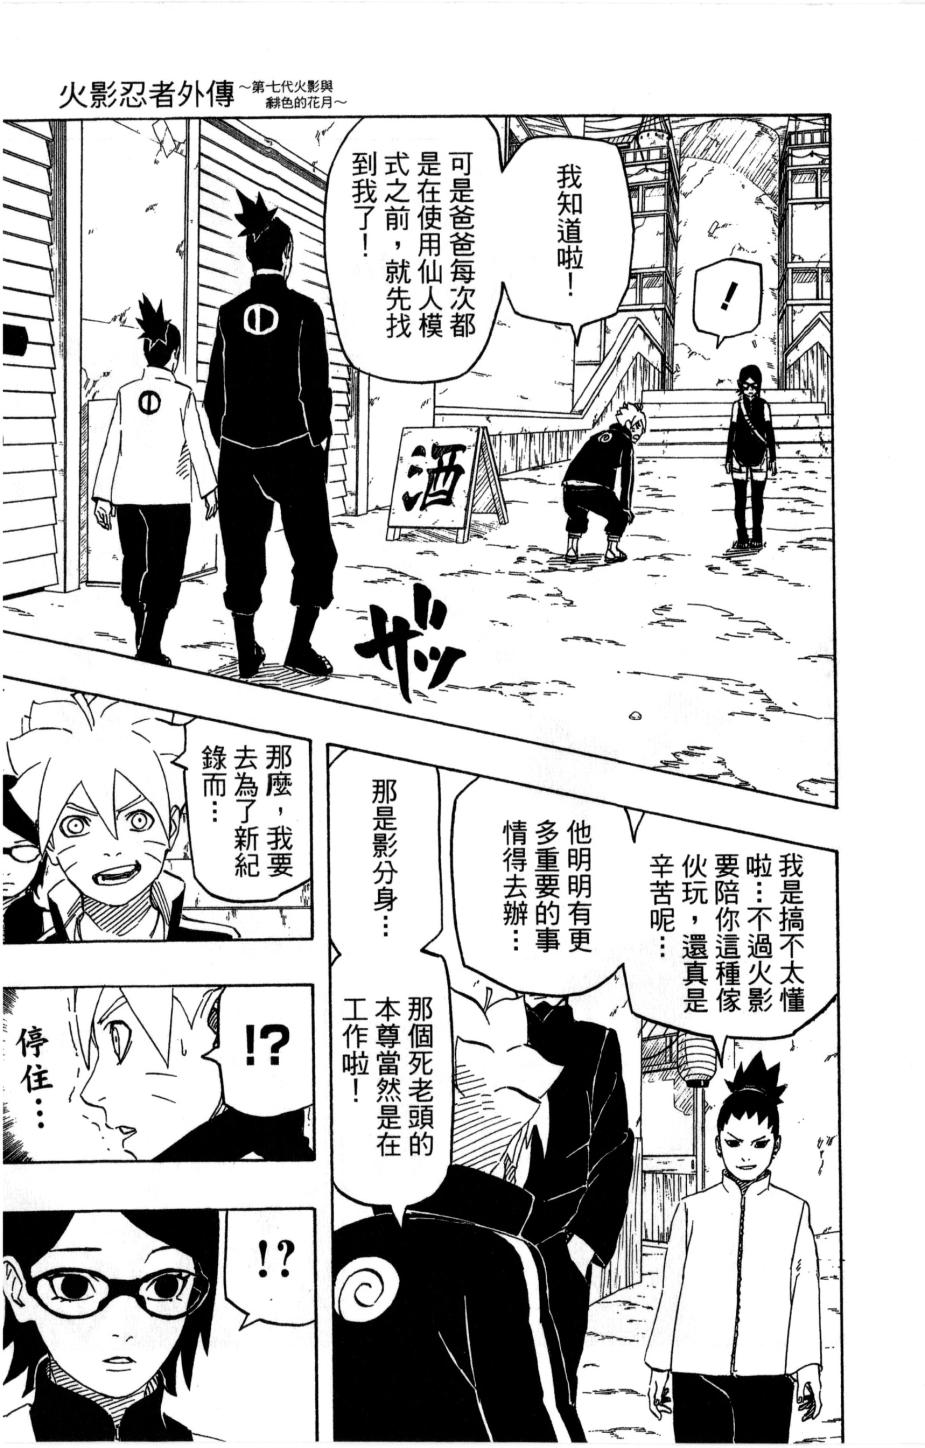 火影忍者外傳
～第七代火影與
緋色的花月～
！
我知道啦！
可是爸爸每次都
是在使用仙人模
式之前，就先找
到我了！
酒
ザッ
我是搞不太懂
啦…不過火影
要陪你這種傢
伙玩，還真是
辛苦呢…
他明明有更
多重要的事
情得去辦…
那是影分身…
那個死老頭的
本尊當然是在
工作啦！
那麼，我要
去為了新紀
錄而…
!?
停住…
!?